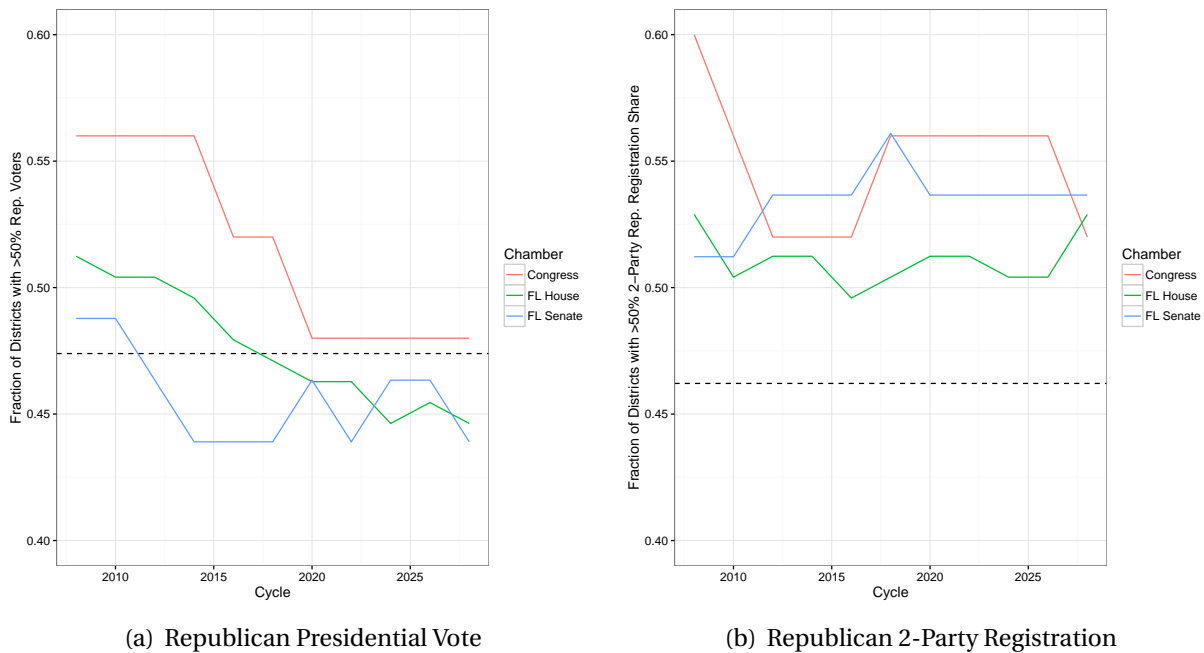 Fraction of Districts with >50% Rep. Voters
0.60
0.55
0.50
0.45
0.40
2010
2015
2020
2025
Cycle
Chamber
Congress
FL House
FL Senate
(a) Republican Presidential Vote
Fraction of Districts with >50% 2−Party Rep. Registration Share
0.60
0.55
0.50
0.45
0.40
2010
2015
2020
2025
Cycle
Chamber
Congress
FL House
FL Senate
(b) Republican 2-Party Registration